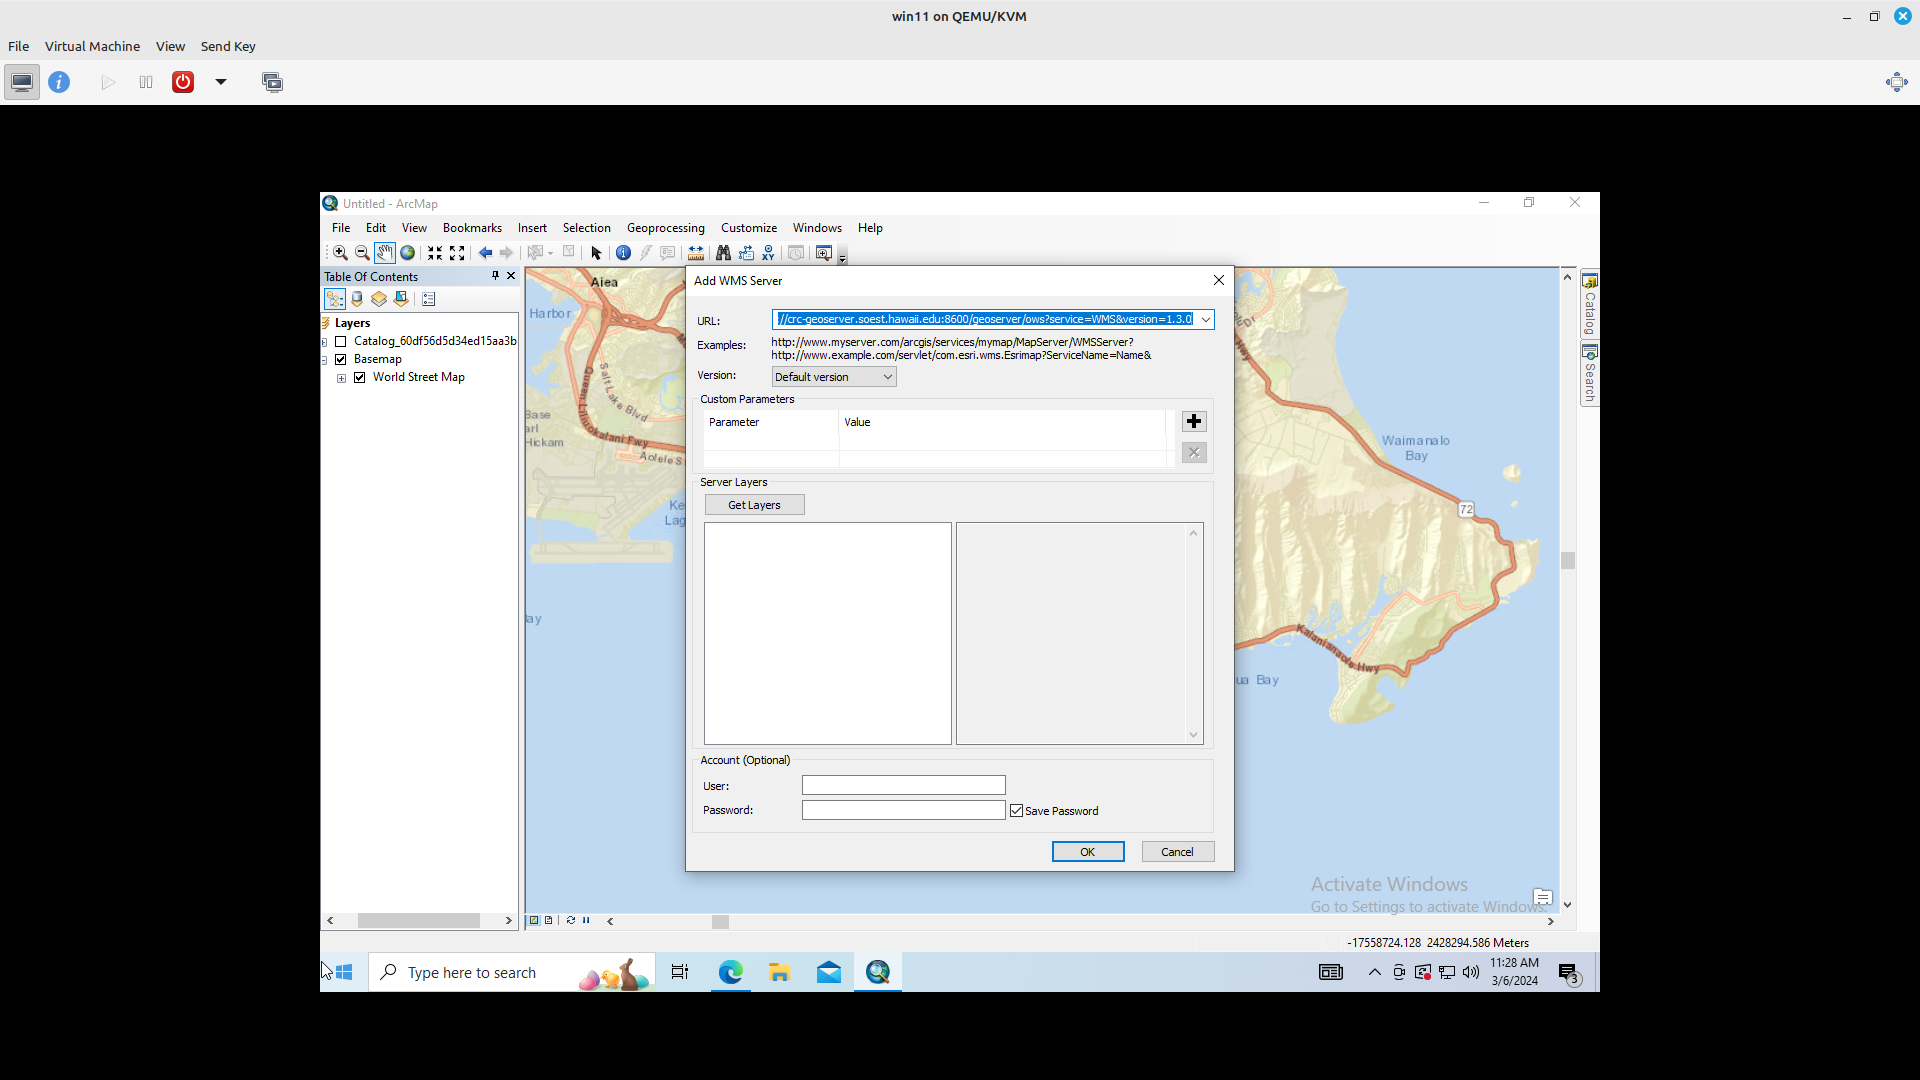 win11 on QEMU/KVM
File Virtual Machine View Send Key
Untitled - ArcMap
File Edit View Bookmarks Insert Selection Geoprocessing Customize Windows Help
Table Of Contents
Layers
Catalog_60df56d5d34ed15aa3b
Basemap
World Street Map
Aiea
Harbor
Salt Lake Blvd
Queen Liliuokalani Fwy
Base
arl
Hickam
Aolele S
Ke
Lag
ay
Add WMS Server
URL: ://crc-geoserver.soest.hawaii.edu:8600/geoserver/ows?service=WMS&version=1.3.0
Examples: http://www.myserver.com/arcgis/services/mymap/MapServer/WMSServer?
http://www.example.com/servlet/com.esri.wms.Esrimap?ServiceName=Name&
Version: Default version
Custom Parameters
Parameter Value
Server Layers
Get Layers
Account (Optional)
User:
Password: Save Password
OK Cancel
Hwy
Waimanalo
Bay
72
Kalanianaole Hwy
ua Bay
Catalog
Search
Activate Windows
Go to Settings to activate Windows.
-17558724.128 2428294.586 Meters
Type here to search
11:28 AM
3/6/2024
3